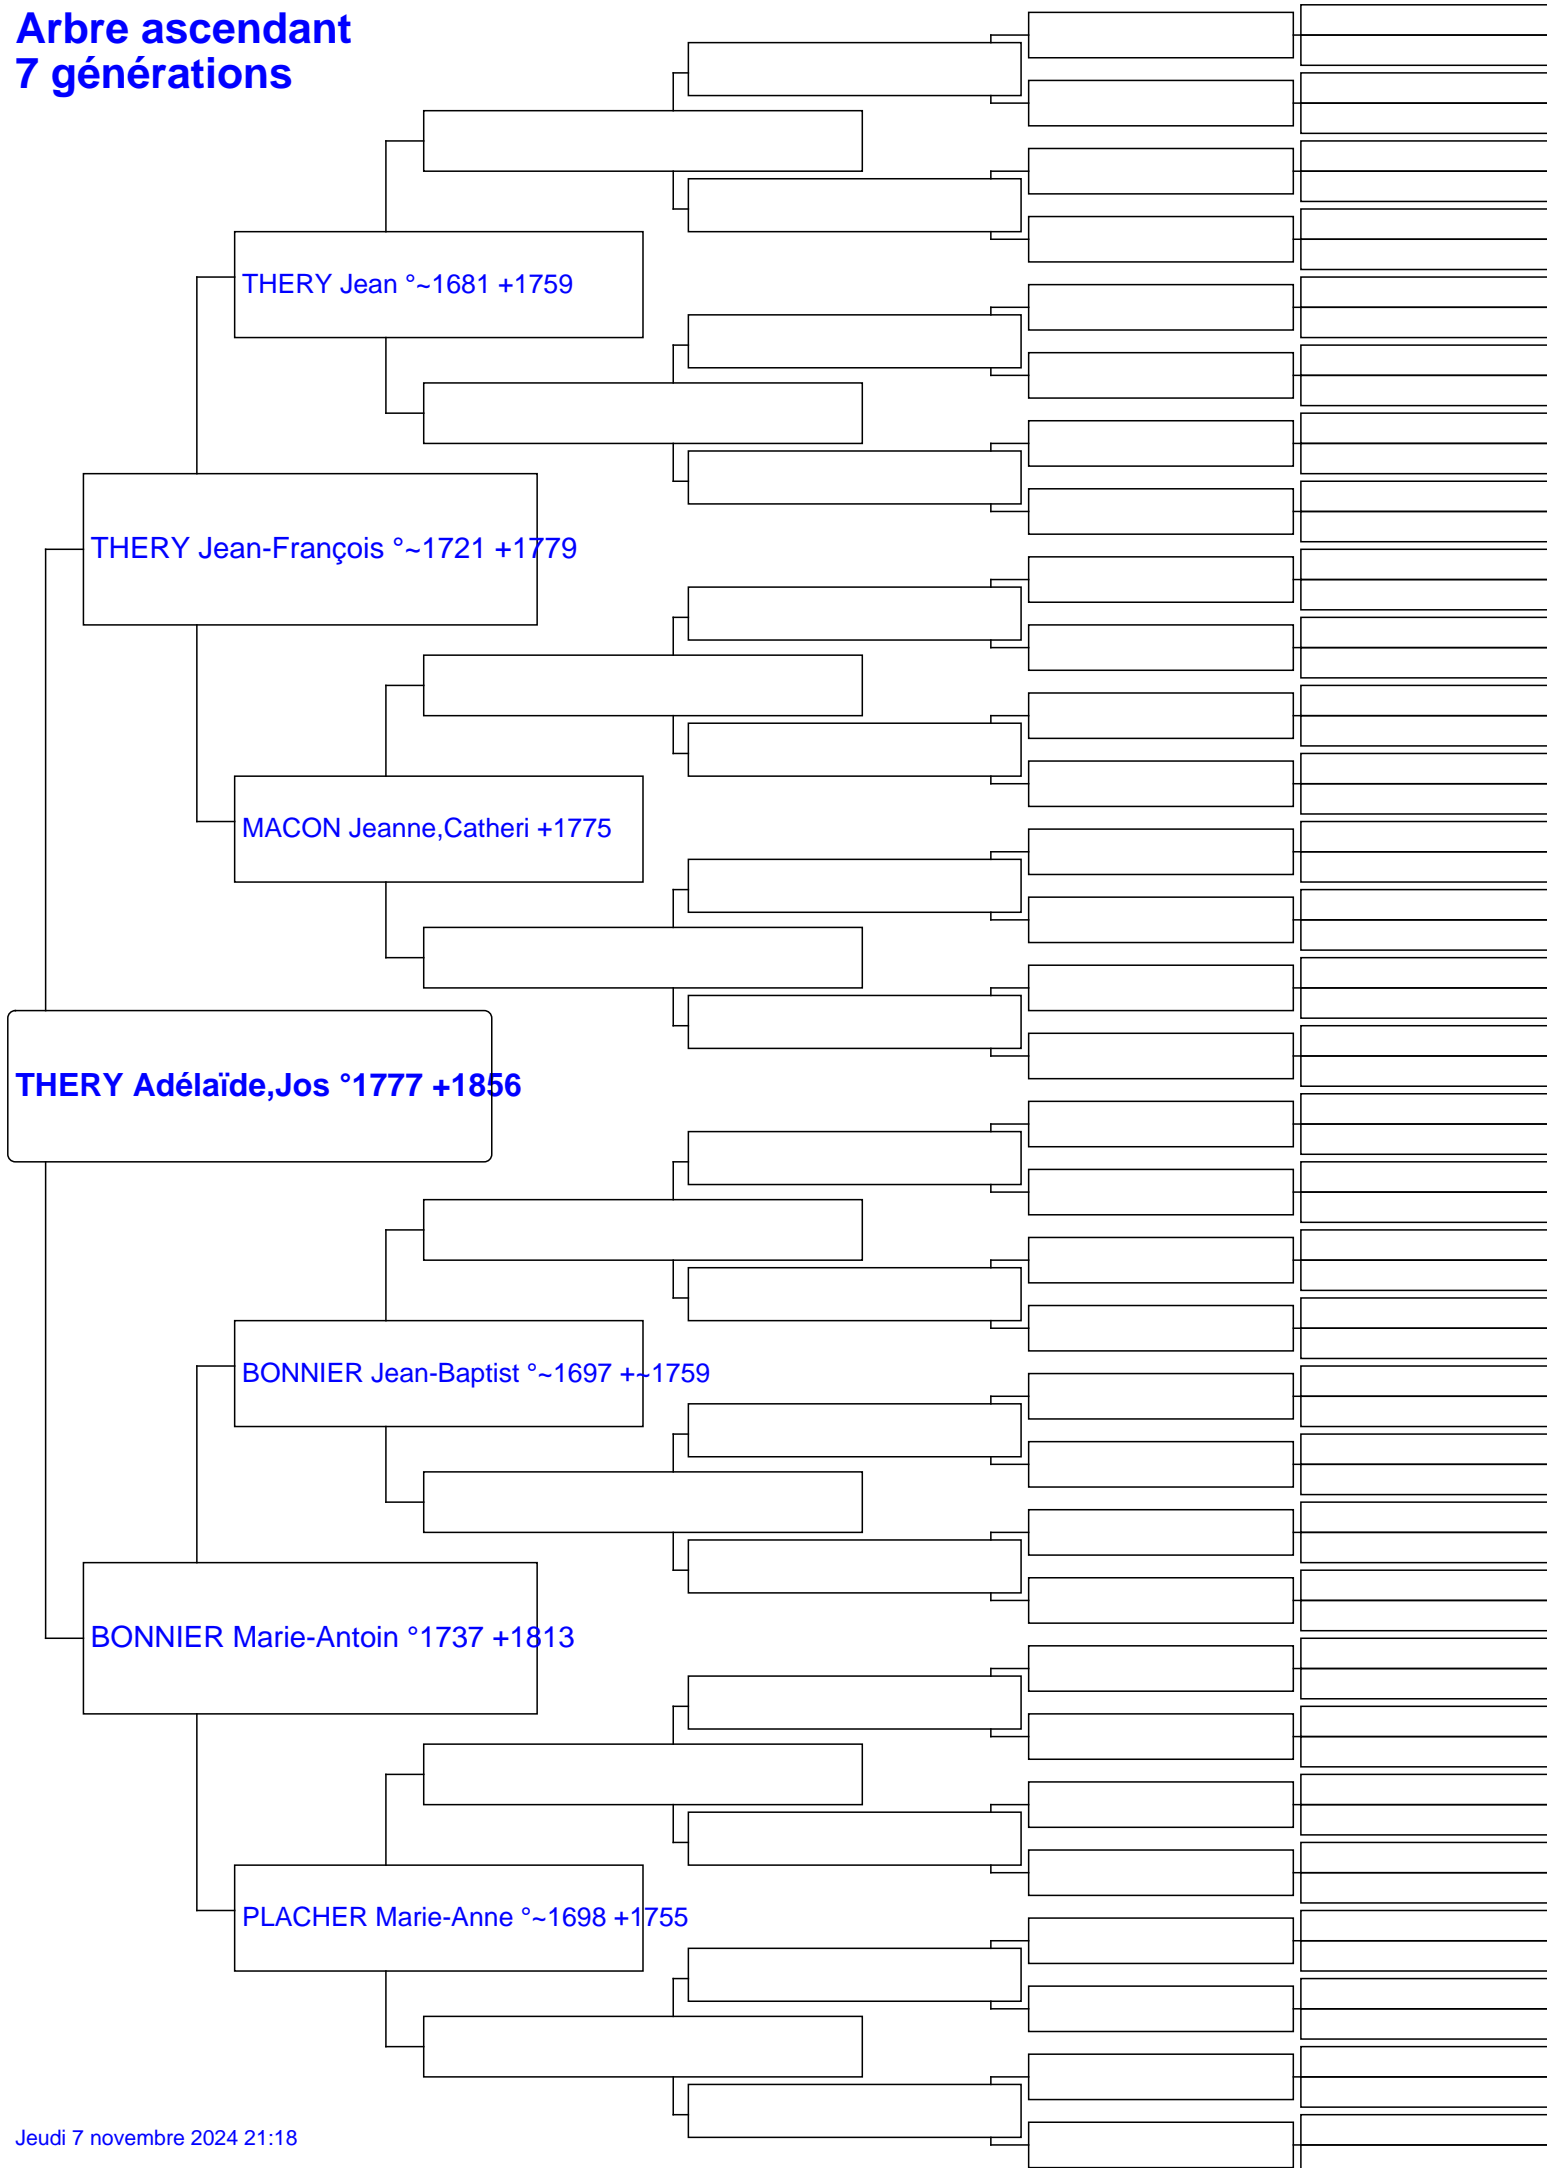 Arbre ascendant
7 générations
THERY Jean °~1681 +1759
THERY Jean-François °~1721 +1779
MACON Jeanne,Catheri +1775
THERY Adélaïde,Jos °1777 +1856
BONNIER Jean-Baptist °~1697 +~1759
BONNIER Marie-Antoin °1737 +1813
PLACHER Marie-Anne °~1698 +1755
Jeudi 7 novembre 2024 21:18